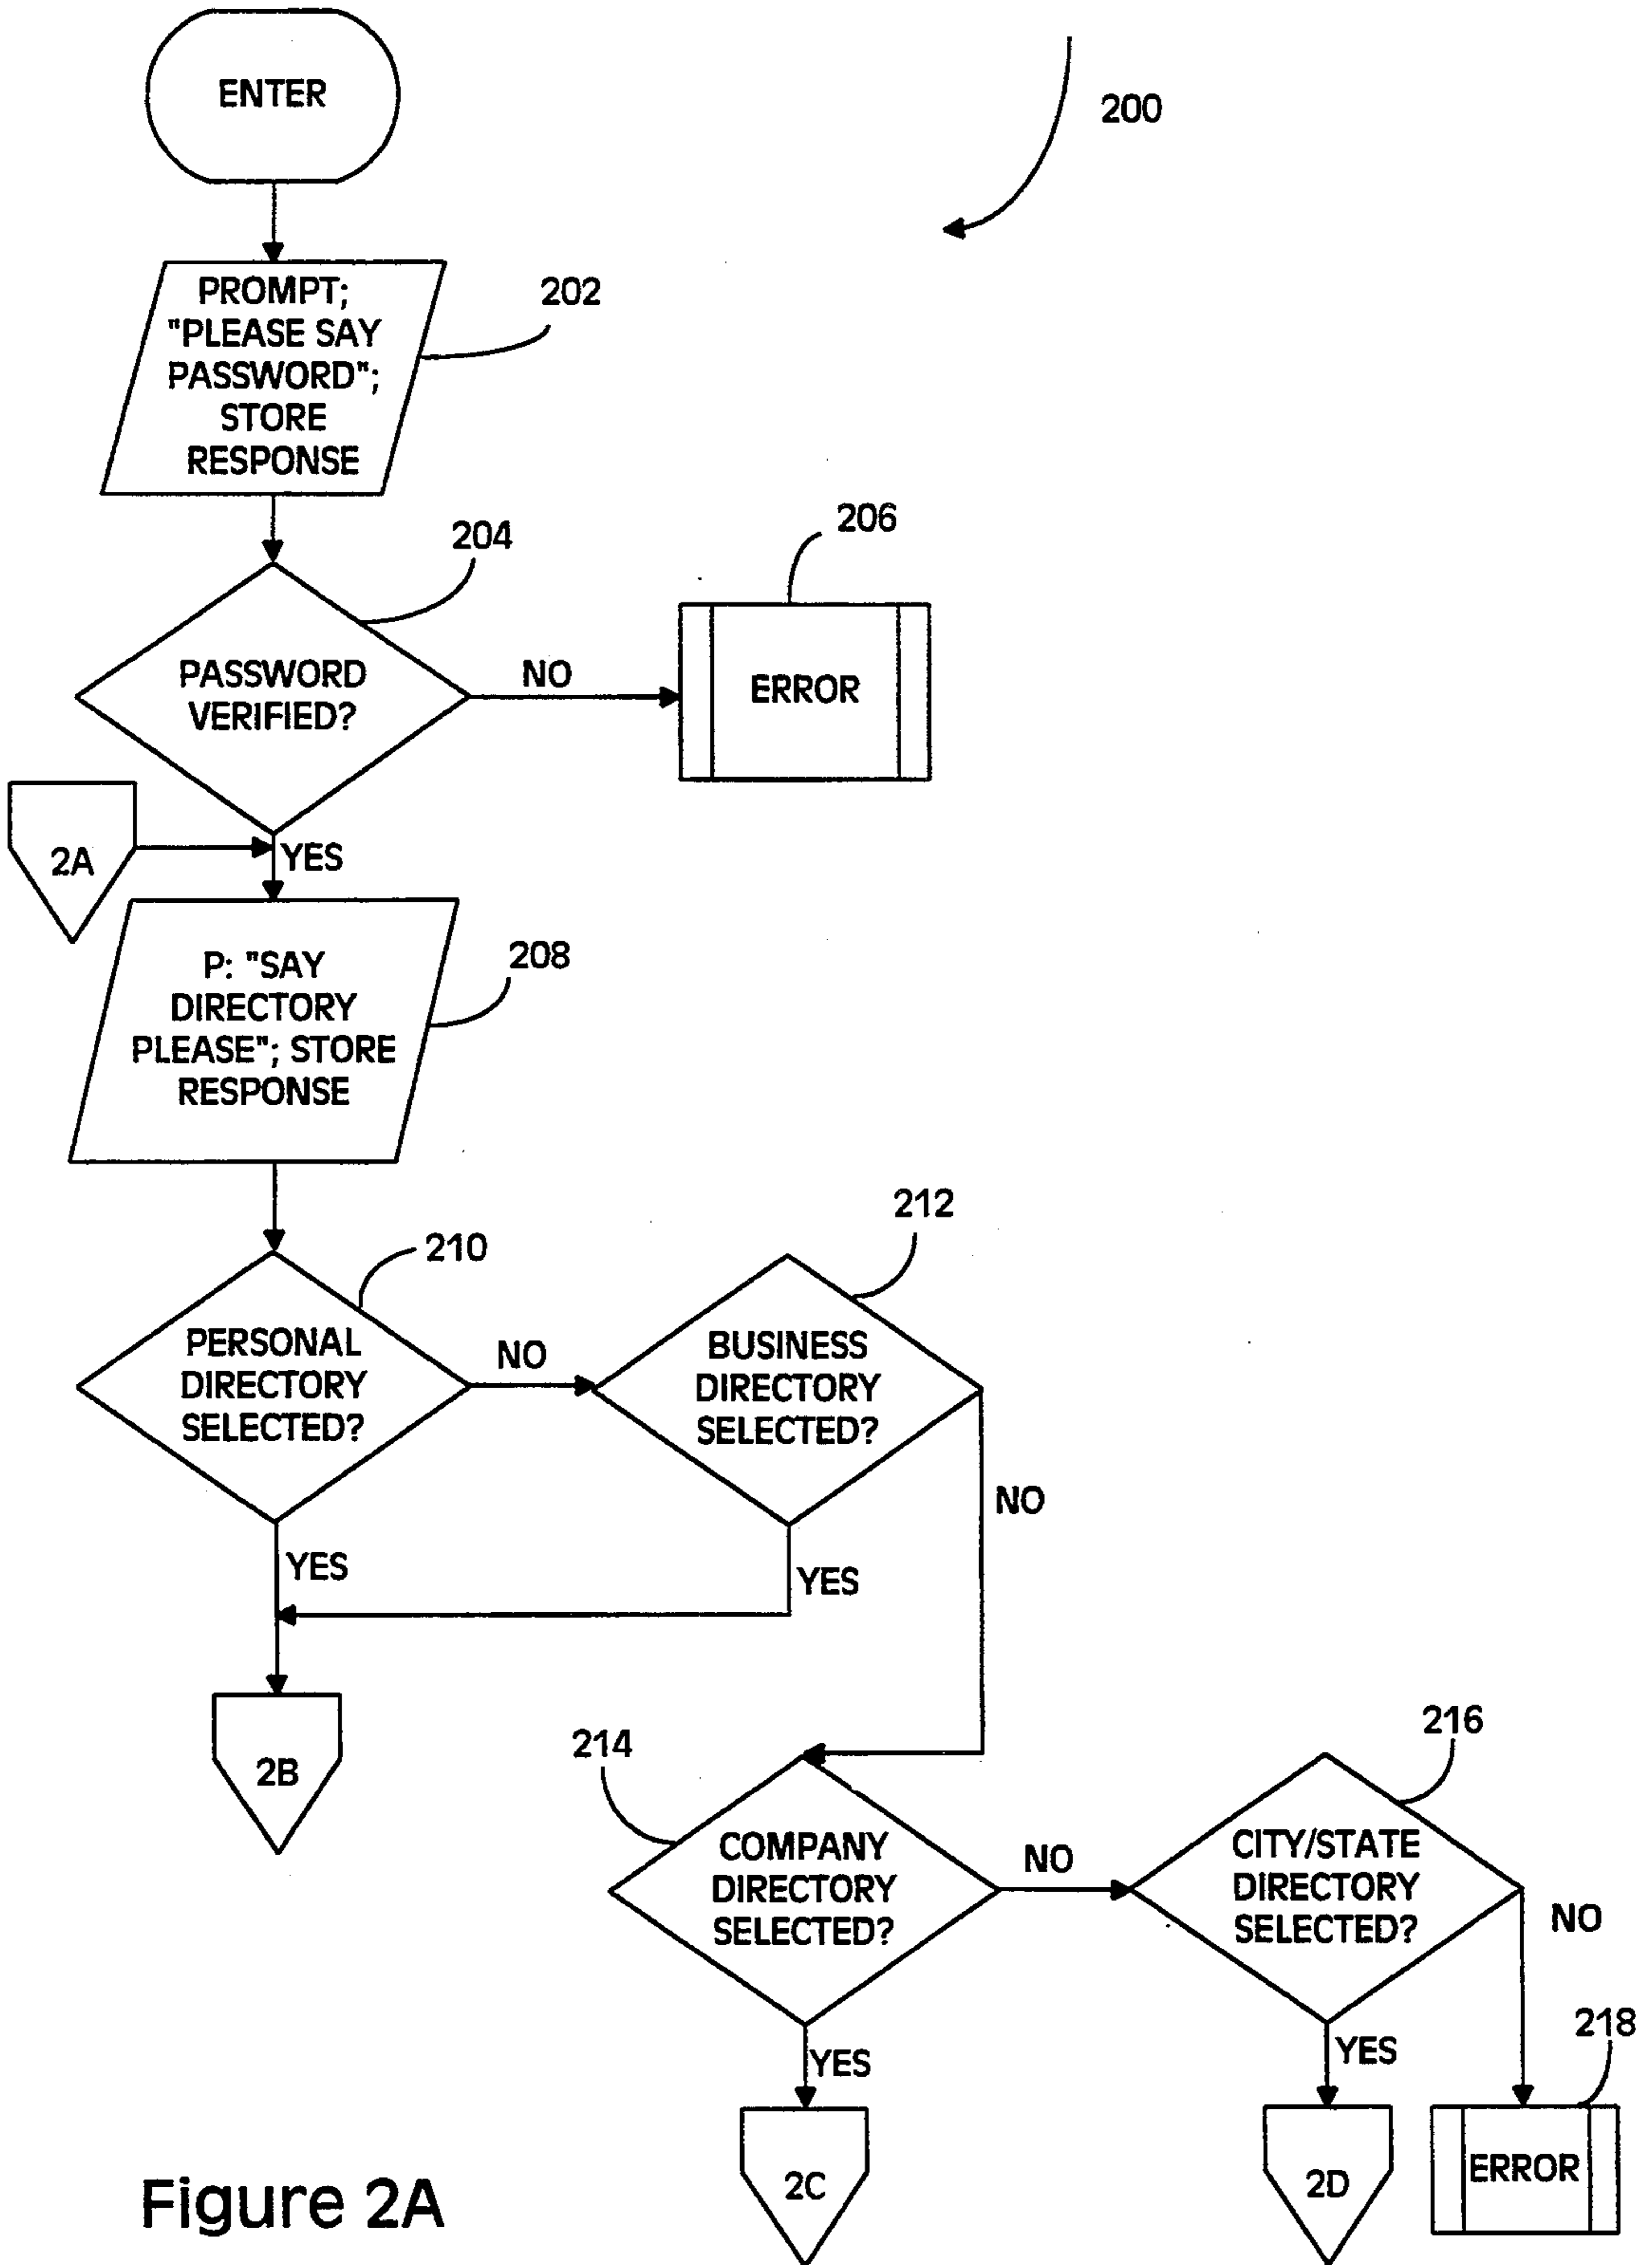 ENTER
200
PROMPT;
"PLEASE SAY
PASSWORD";
STORE
RESPONSE
202
204
206
PASSWORD
VERIFIED?
NO
ERROR
2A
YES
P: "SAY
DIRECTORY
PLEASE"; STORE
RESPONSE
208
210
212
PERSONAL
DIRECTORY
SELECTED?
NO
BUSINESS
DIRECTORY
SELECTED?
NO
YES
YES
2B
214
216
COMPANY
DIRECTORY
SELECTED?
NO
CITY/STATE
DIRECTORY
SELECTED?
NO
YES
YES
218
2C
2D
ERROR
Figure 2A